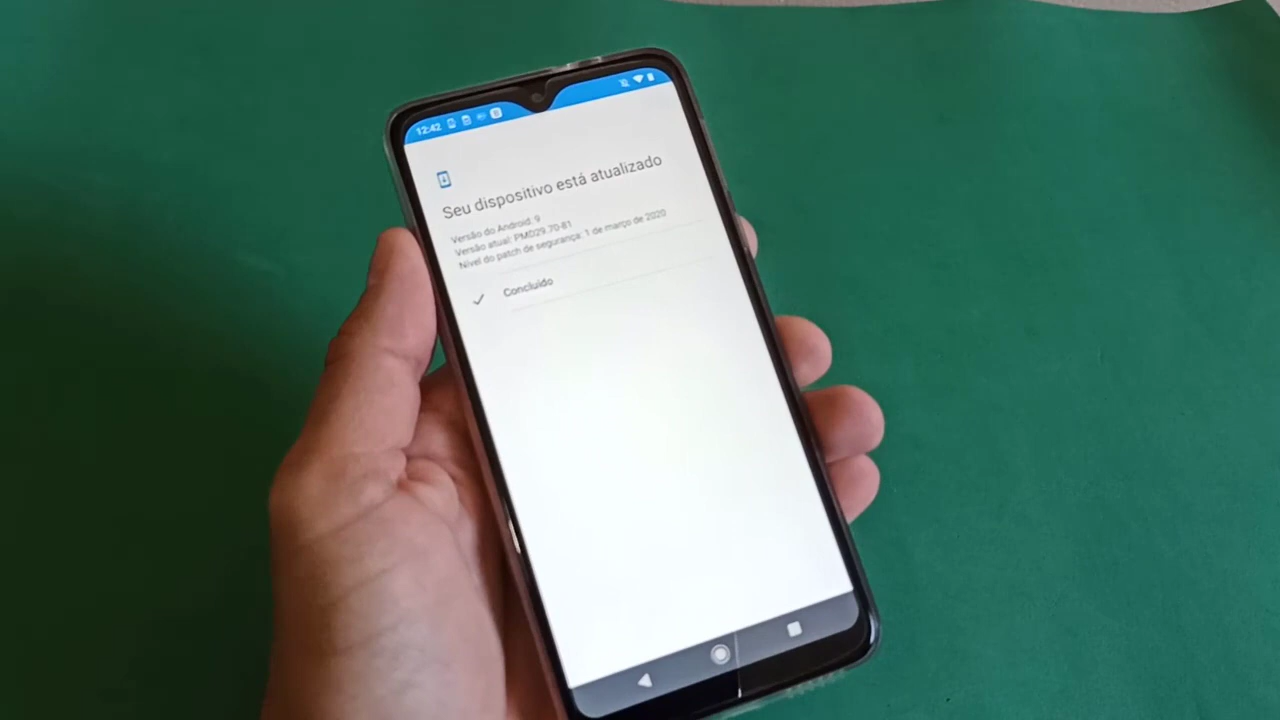 12:42
Seu dispositivo está atualizado
Versão do Android: 9
Versão atual: PMD29.70-81
Nível do patch de segurança: 1 de março de 2020
Concluído